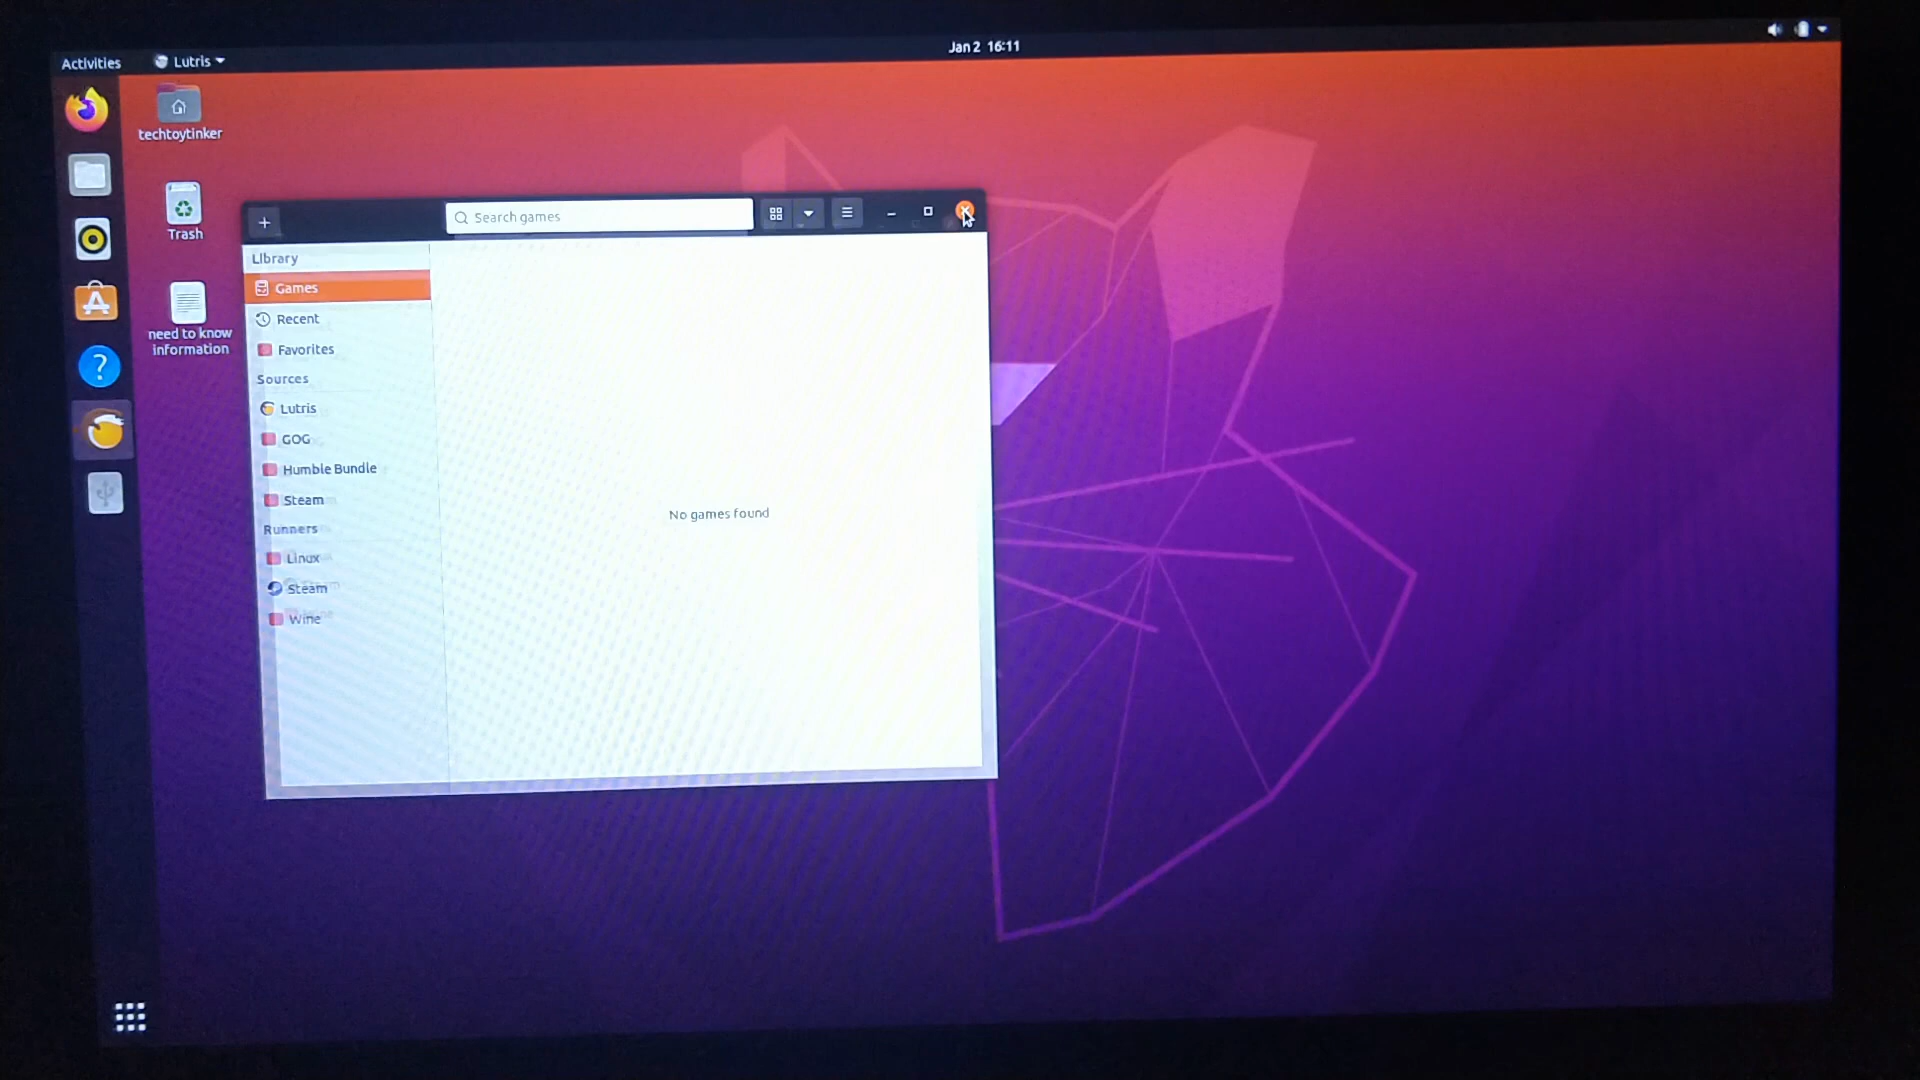 Activities
Lutris
Jan 2 16:11
techtoytinker
Trash
need to know
information
Search games
Library
Games
Recent
Favorites
Sources
Lutris
GOG
Humble Bundle
Steam
Runners
Linux
Steam
Wine
No games found